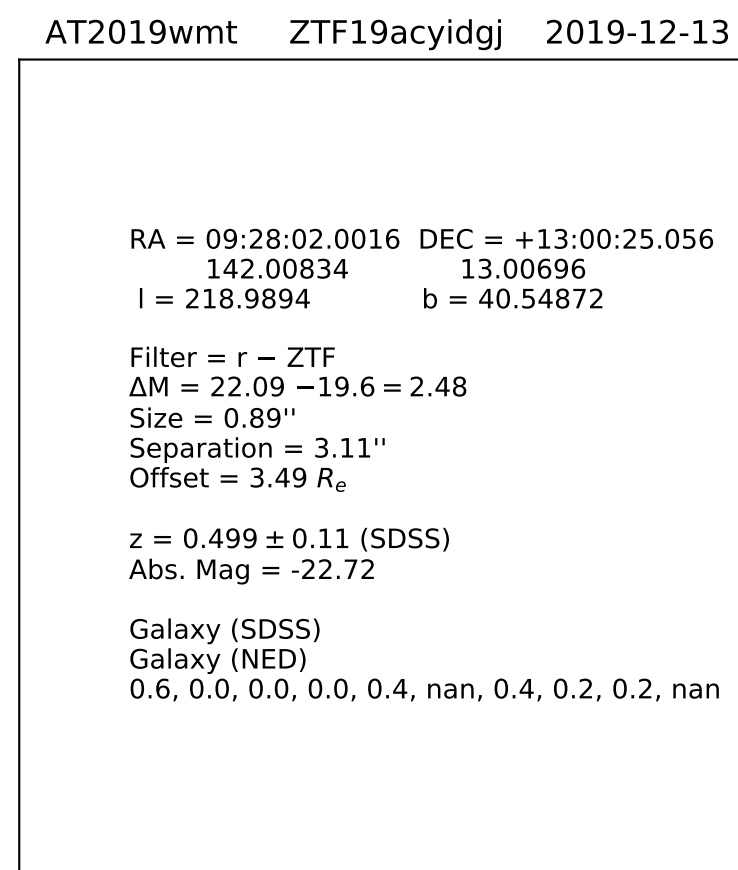 AT2019wmt ZTF19acyidgj 2019-12-13
RA = 09:28:02.0016 DEC = +13:00:25.056
142.00834 13.00696
l = 218.9894 b = 40.54872
Filter = r − ZTF
ΔM = 22.09 −19.6 = 2.48
Size = 0.89''
Separation = 3.11''
Offset = 3.49 Rₑ
z = 0.499 ± 0.11 (SDSS)
Abs. Mag = -22.72
Galaxy (SDSS)
Galaxy (NED)
0.6, 0.0, 0.0, 0.0, 0.4, nan, 0.4, 0.2, 0.2, nan